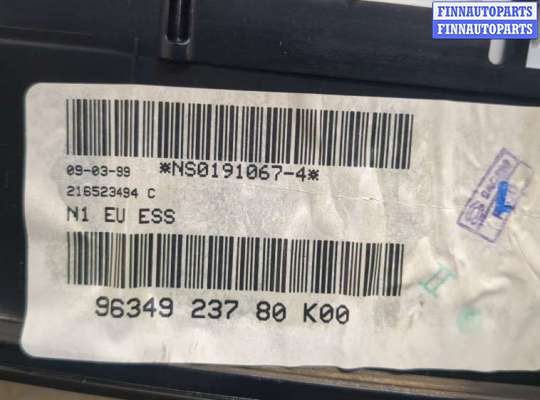 FINNAUTOPARTS
FINNAUTOPARTS
09-03-99 *NS0191067-4*
216523494 C
N1 EU ESS
96349 237 80 K00